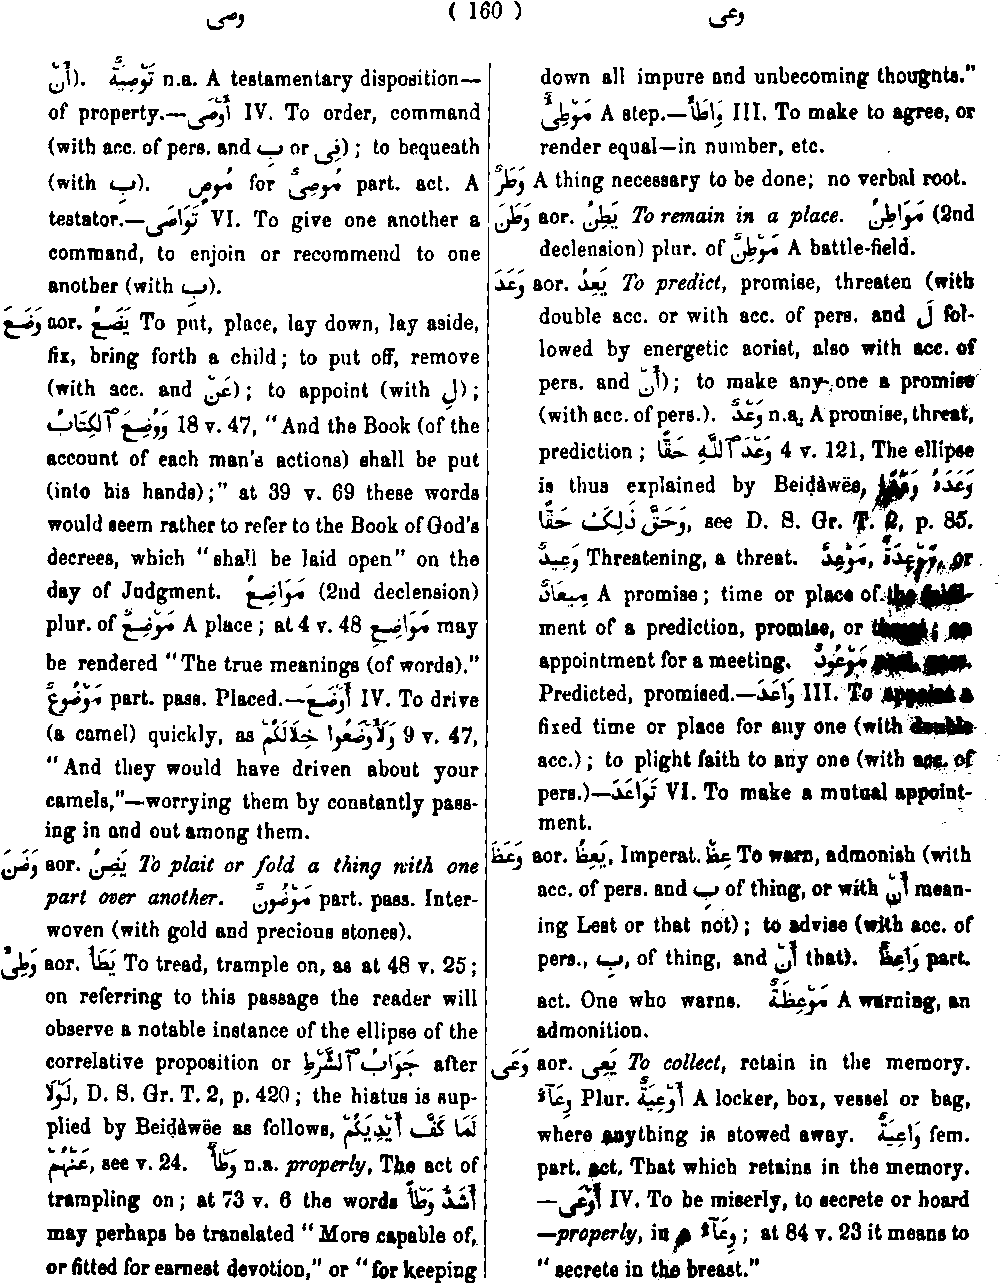 وصى ( 160 ) وعى
أَنْ). تَوْصِيَةٌ n.a. A testamentary disposition—
of property.—أَوْصَى IV. To order, command
(with acc. of pers. and بِ or فِى); to bequeath
(with بِ). مُوصٍ for مُوصِىٌ part. act. A
testator.—تَوَاصَى VI. To give one another a
command, to enjoin or recommend to one
another (with بِ).
وَضَعَ aor. يَضَعُ To put, place, lay down, lay aside,
fix, bring forth a child; to put off, remove
(with acc. and عَنْ); to appoint (with لِ);
وَوُضِعَ ٱلْكِتَابُ 18 v. 47, "And the Book (of the
account of each man's actions) shall be put
(into his hands);" at 39 v. 69 these words
would seem rather to refer to the Book of God's
decrees, which "shall be laid open" on the
day of Judgment. مَوَاضِعُ (2nd declension)
plur. of مَوْضِعٌ A place; at 4 v. 48 مَوَاضِعِ may
be rendered "The true meanings (of words)."
مَوْضُوعٌ part. pass. Placed.—أَوْضَعَ IV. To drive
(a camel) quickly, as وَلَأَوْضَعُوا خِلَالَكُمْ 9 v. 47,
"And they would have driven about your
camels,"—worrying them by constantly pass-
ing in and out among them.
وَضَنَ aor. يَضِنُ To plait or fold a thing with one
part over another. مَوْضُونٌ part. pass. Inter-
woven (with gold and precious stones).
وَطِئَ aor. يَطَأُ To tread, trample on, as at 48 v. 25;
on referring to this passage the reader will
observe a notable instance of the ellipse of the
correlative proposition or جَوَابُ ٱلشَّرْطِ after
لَوْلَا, D. S. Gr. T. 2, p. 420; the hiatus is sup-
plied by Beiḍàwëe as follows, لَمَا كَفَّ أَيْدِيَكُمْ
عَنْهُمْ, see v. 24. وَطْأً n.a. properly, The act of
trampling on; at 73 v. 6 the words أَشَدُّ وَطْأً
may perhaps be translated "More capable of,
or fitted for earnest devotion," or "for keeping
down all impure and unbecoming thoughts."
مَوْطِئٌ A step.—وَاطَأَ III. To make to agree, or
render equal—in number, etc.
وَطَرٌ A thing necessary to be done; no verbal root.
وَطَنَ aor. يَطِنُ To remain in a place. مَوَاطِنُ (2nd
declension) plur. of مَوْطِنٌ A battle-field.
وَعَدَ aor. يَعِدُ To predict, promise, threaten (with
double acc. or with acc. of pers. and لَ fol-
lowed by energetic aorist, also with acc. of
pers. and أَنْ); to make any one a promise
(with acc. of pers.). وَعْدٌ n.a. A promise, threat,
prediction; وَعْدَ ٱللَّهِ حَقًّا 4 v. 121, The ellipse
is thus explained by Beiḍàwëe, وَعَدَهُ
وَحَقَّ ذَلِكَ حَقًّا, see D. S. Gr. T. 2, p. 85.
وَعِيدٌ Threatening, a threat. مَوْعِدٌ, مَوْعِدَةٌ, or
مِيعَادٌ A promise; time or place of the
ment of a prediction, promise, or
appointment for a meeting. مَوْعُودٌ part. pass.
Predicted, promised.—وَاعَدَ III. To appoint a
fixed time or place for any one (with double
acc.); to plight faith to any one (with acc. of
pers.)—تَوَاعَدَ VI. To make a mutual appoint-
ment.
وَعَظَ aor. يَعِظُ, Imperat. عِظْ To warn, admonish (with
acc. of pers. and بِ of thing, or with أَنْ mean-
ing Lest or that not); to advise (with acc. of
pers., بِ, of thing, and أَنْ that). وَاعِظٌ part.
act. One who warns. مَوْعِظَةٌ A warning, an
admonition.
وَعَى aor. يَعِى To collect, retain in the memory.
وِعَآءٌ Plur. أَوْعِيَةٌ A locker, box, vessel or bag,
where anything is stowed away. وَاعِيَةٌ fem.
part. act. That which retains in the memory.
—أَوْعَى IV. To be miserly, to secrete or hoard
—properly, in وِعَآءٌ; at 84 v. 23 it means to
"secrete in the breast."